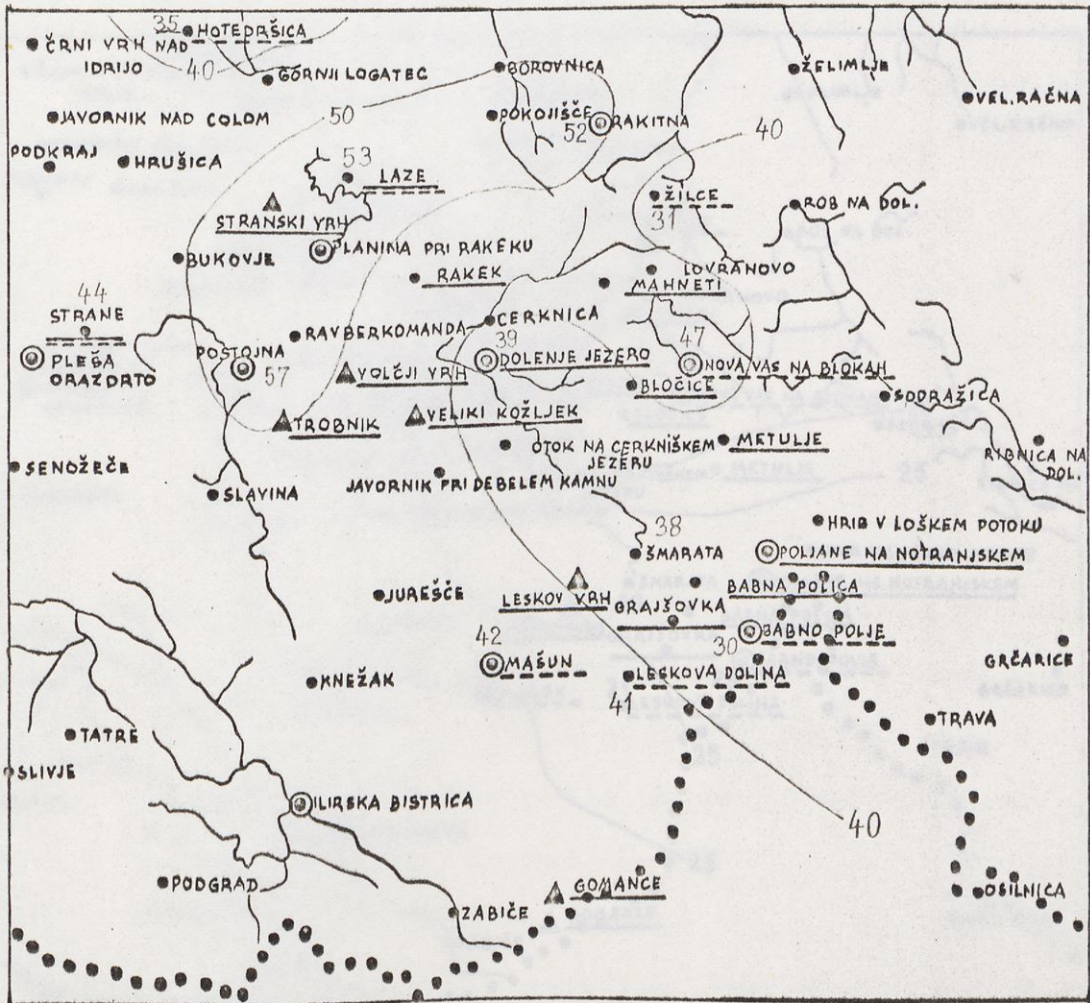 35 HOTEDRŠICA
ČRNI VRH NAD
IDRIJO
40
GORNJI LOGATEC
BOROVNICA
ŽELIMLJE
VEL. RAČNA
50
JAVORNIK NAD COLOM
POKOJIŠČE
52
RAKITNA
40
PODKRAJ
HRUŠICA
53
LAZE
STRANSKI VRH
ŽILCE
31
ROB NA DOL.
PLANINA PRI RAKEKU
BUKOVJE
RAKEK
LOVRANOVO
MAHNETI
44
STRANE
CERKNICA
RAVBERKOMANDA
39
DOLENJE JEZERO
47
NOVA VAS NA BLOKAH
PLEŠA
ORAZDRTO
POSTOJNA
57
VOLČJI VRH
BLOČICE
SODRAŽICA
TROBNIK
VELIKI KOŽLJEK
OTOK NA CERKNIŠKEM
JEZERU
METULJE
RIBNICA NA
DOL.
SENOŽEČE
SLAVINA
JAVORNIK PRI DEBELEM KAMNU
38
HRIB V LOŠKEM POTOKU
ŠMARATA
POLJANE NA NOTRANJSKEM
JUREŠČE
LESKOV VRH
BABNA POLICA
GRAJŠOVKA
42
MAŠUN
30
BABNO POLJE
GRČARICE
KNEŽAK
LESKOVA DOLINA
41
TATRE
TRAVA
SLIVJE
ILIRSKA BISTRICA
40
PODGRAD
GOMANCE
OSILNICA
ZABIČE